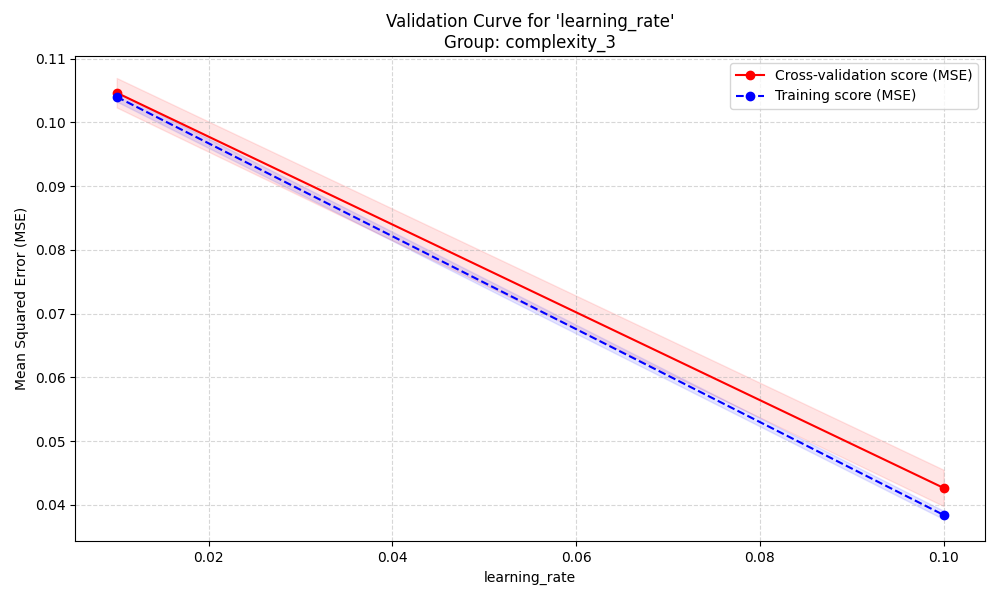 Validation Curve for 'learning_rate'
Group: complexity_3
Cross-validation score (MSE)
Training score (MSE)
Mean Squared Error (MSE)
0.11
0.10
0.09
0.08
0.07
0.06
0.05
0.04
0.02
0.04
0.06
0.08
0.10
learning_rate